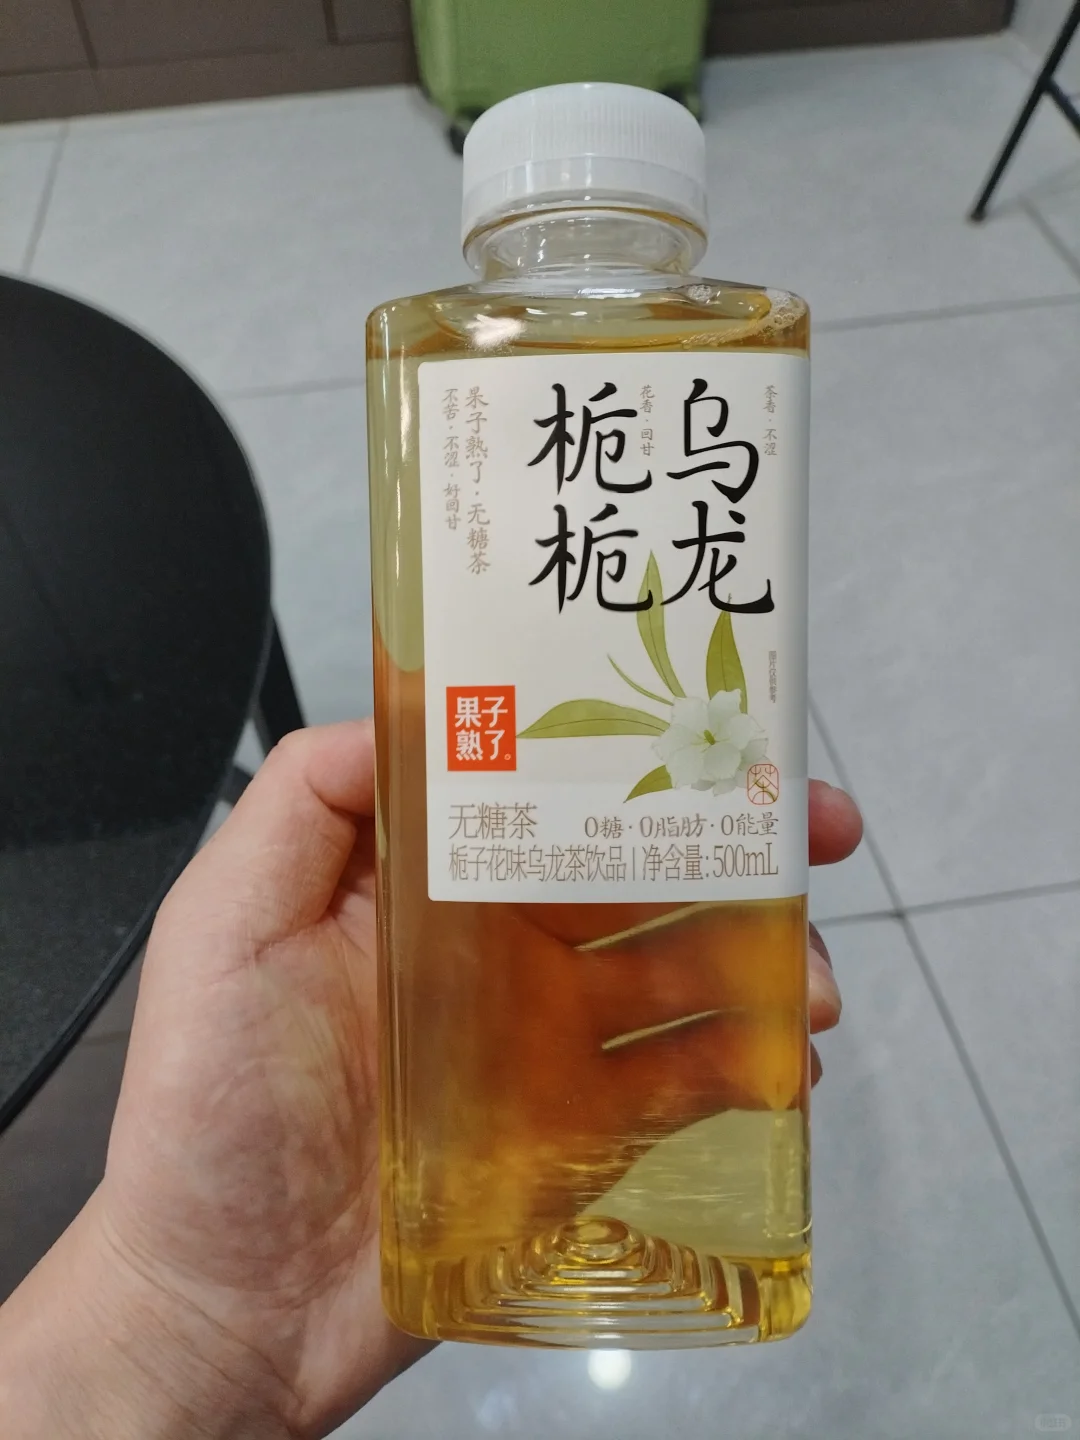 茶香·不涩
乌龙
花香·回甘
栀栀
果子熟了·无糖茶
不苦·不涩·好回甘
果子
熟了。
茶
无糖茶
0糖·0脂肪·0能量
栀子花味乌龙茶饮品|净含量:500mL